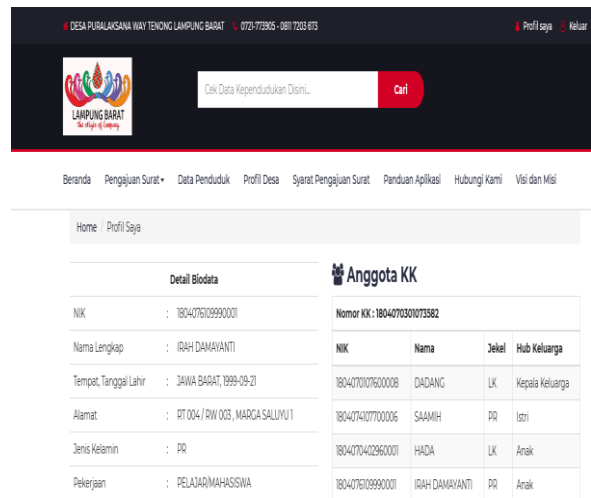 DESA PURALAKSANA WAY TENONG LAMPUNG BARAT 0721-773905 - 0811 7203 673 Profil saya Keluar
LAMPUNG BARAT
The Origin of Lampung
Cek Data Kependudukan Disini... Cari
Beranda Pengajuan Surat Data Penduduk Profil Desa Syarat Pengajuan Surat Panduan Aplikasi Hubungi Kami Visi dan Misi
Home / Profil Saya
Detail Biodata
NIK : 1804076109990001
Nama Lengkap : IRAH DAMAYANTI
Tempat, Tanggal Lahir : JAWA BARAT, 1999-09-21
Alamat : RT 004 / RW 003 , MARGA SALUYU 1
Jenis Kelamin : PR
Pekerjaan : PELAJAR/MAHASISWA
Anggota KK
Nomor KK : 1804070301073582
NIK Nama Jekel Hub Keluarga
1804070107600008 DADANG LK Kepala Keluarga
1804074107700006 SAAMIH PR Istri
1804070402960001 HADA LK Anak
1804076109990001 IRAH DAMAYANTI PR Anak